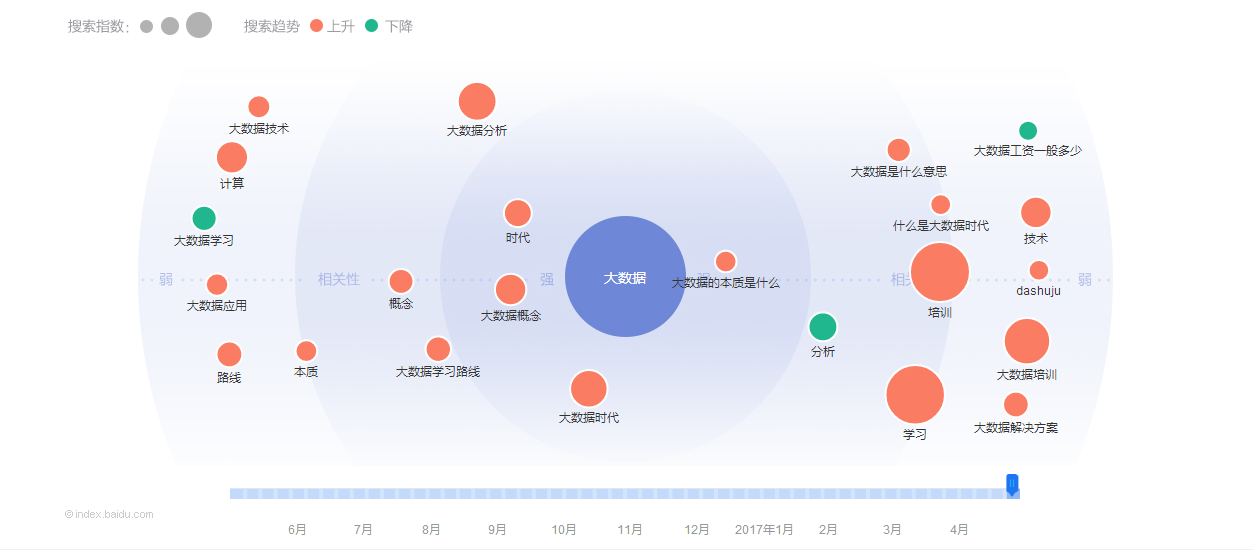 搜索指数: 搜索趋势 上升 下降
大数据技术
大数据分析
计算
大数据是什么意思
大数据工资一般多少
时代
什么是大数据时代
技术
大数据学习
弱 相关性 强 大数据 强 相关 弱
大数据的本质是什么
dashuju
大数据应用
概念
大数据概念
培训
分析
路线
本质
大数据学习路线
大数据培训
大数据时代
学习
大数据解决方案
© index.baidu.com
6月 7月 8月 9月 10月 11月 12月 2017年1月 2月 3月 4月